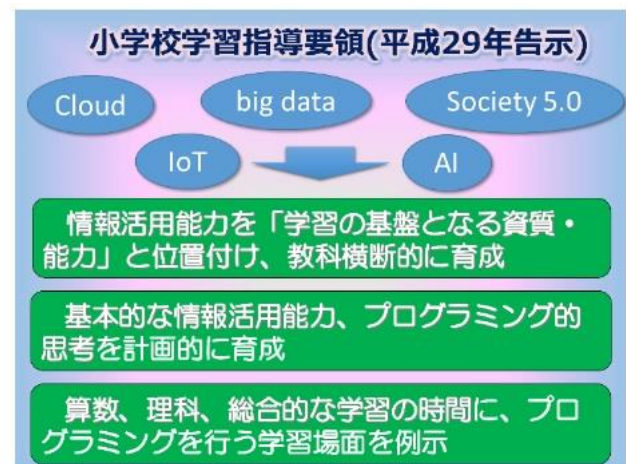 小学校学習指導要領(平成29年告示)
Cloud
big data
Society 5.0
IoT
AI
情報活用能力を「学習の基盤となる資質・
能力」と位置付け、教科横断的に育成
基本的な情報活用能力、プログラミング的
思考を計画的に育成
算数、理科、総合的な学習の時間に、プロ
グラミングを行う学習場面を例示